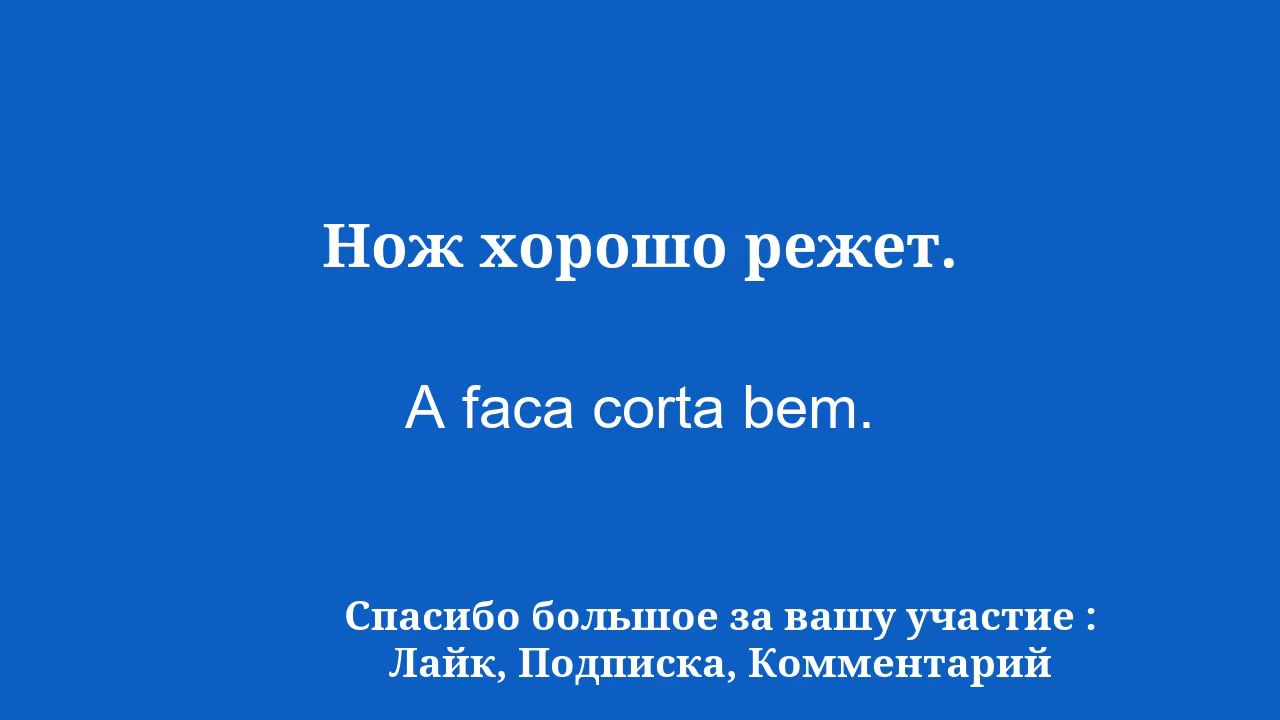 Нож хорошо режет.
A faca corta bem.
Спасибо большое за вашу участие :
Лайк, Подписка, Комментарий